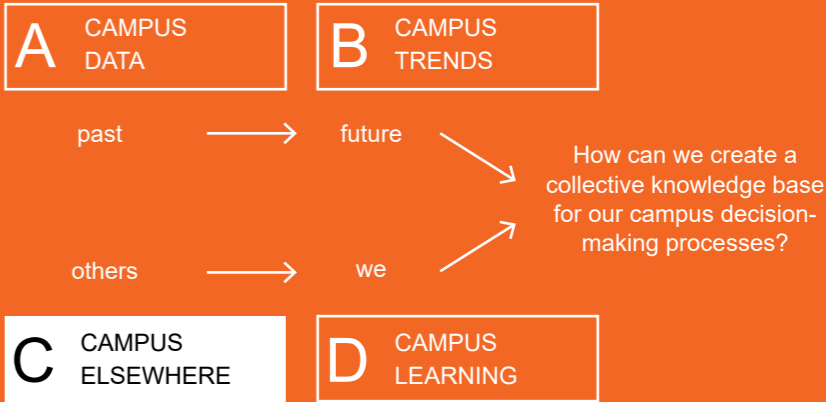 A CAMPUS
DATA
B CAMPUS
TRENDS
past
future
How can we create a
collective knowledge base
for our campus decision-
making processes?
others
we
C CAMPUS
ELSEWHERE
D CAMPUS
LEARNING